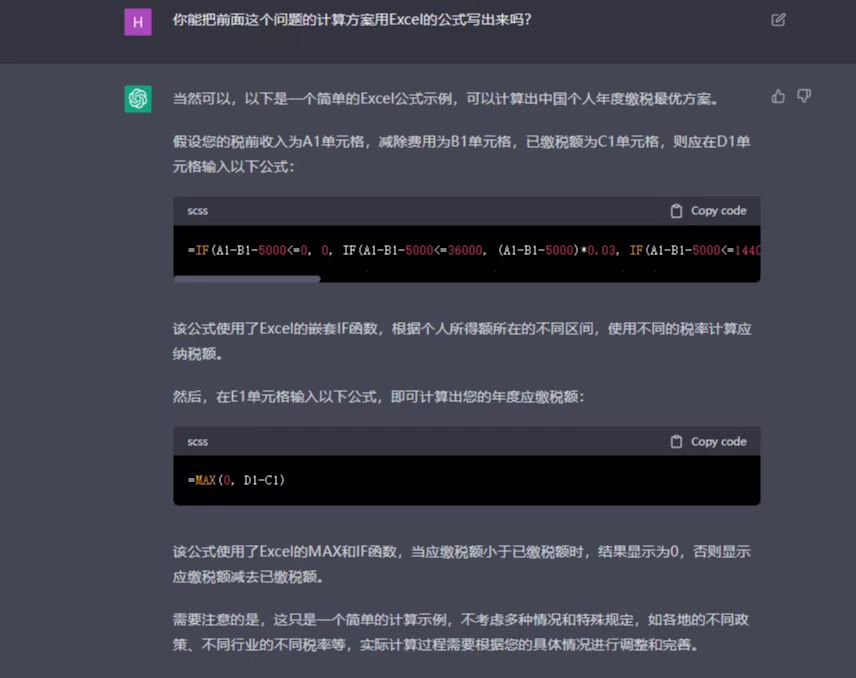 H
你能把前面这个问题的计算方案用Excel的公式写出来吗？
当然可以，以下是一个简单的Excel公式示例，可以计算出中国个人年度缴税最优方案。
假设您的税前收入为A1单元格，减除费用为B1单元格，已缴税额为C1单元格，则应在D1单
元格输入以下公式：
scss
Copy code
=IF(A1-B1-5000<=0, 0, IF(A1-B1-5000<=36000, (A1-B1-5000)*0.03, IF(A1-B1-5000<=1440
该公式使用了Excel的嵌套IF函数，根据个人所得额所在的不同区间，使用不同的税率计算应
纳税额。
然后，在E1单元格输入以下公式，即可计算出您的年度应缴税额：
scss
Copy code
=MAX(0, D1-C1)
该公式使用了Excel的MAX和IF函数，当应缴税额小于已缴税额时，结果显示为0，否则显示
应缴税额减去已缴税额。
需要注意的是，这只是一个简单的计算示例，不考虑多种情况和特殊规定，如各地的不同政
策、不同行业的不同税率等，实际计算过程需要根据您的具体情况进行调整和完善。